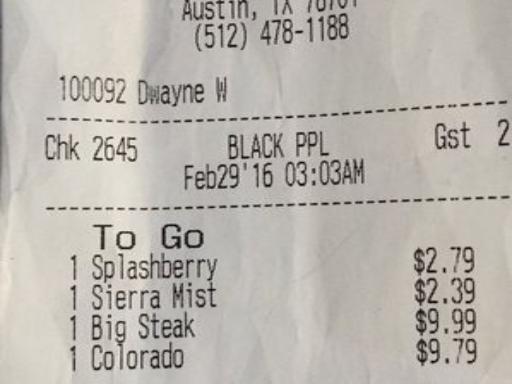 Austin, TX 78701
(512) 478-1188
100092 Dwayne W
Chk 2645 BLACK PPL Gst 2
Feb29'16 03:03AM
To Go
1 Splashberry $2.79
1 Sierra Mist $2.39
1 Big Steak $9.99
1 Colorado $9.79